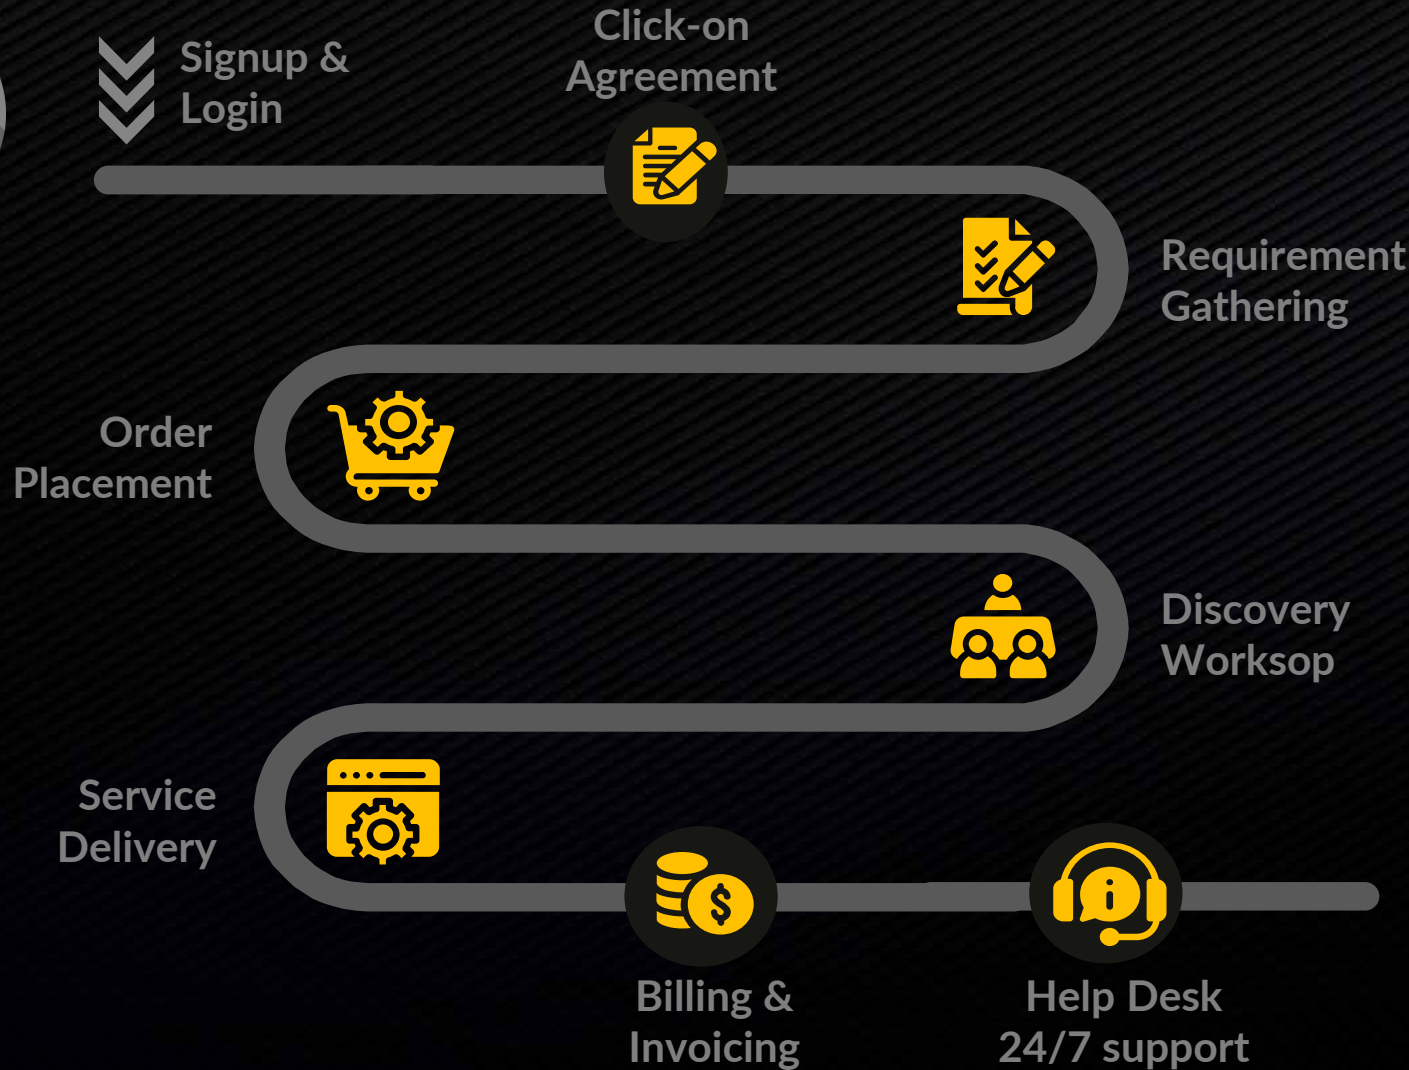 Signup &
Login
Click-on
Agreement
Requirement
Gathering
Order
Placement
Discovery
Worksop
Service
Delivery
$
i
Billing &
Invoicing
Help Desk
24/7 support